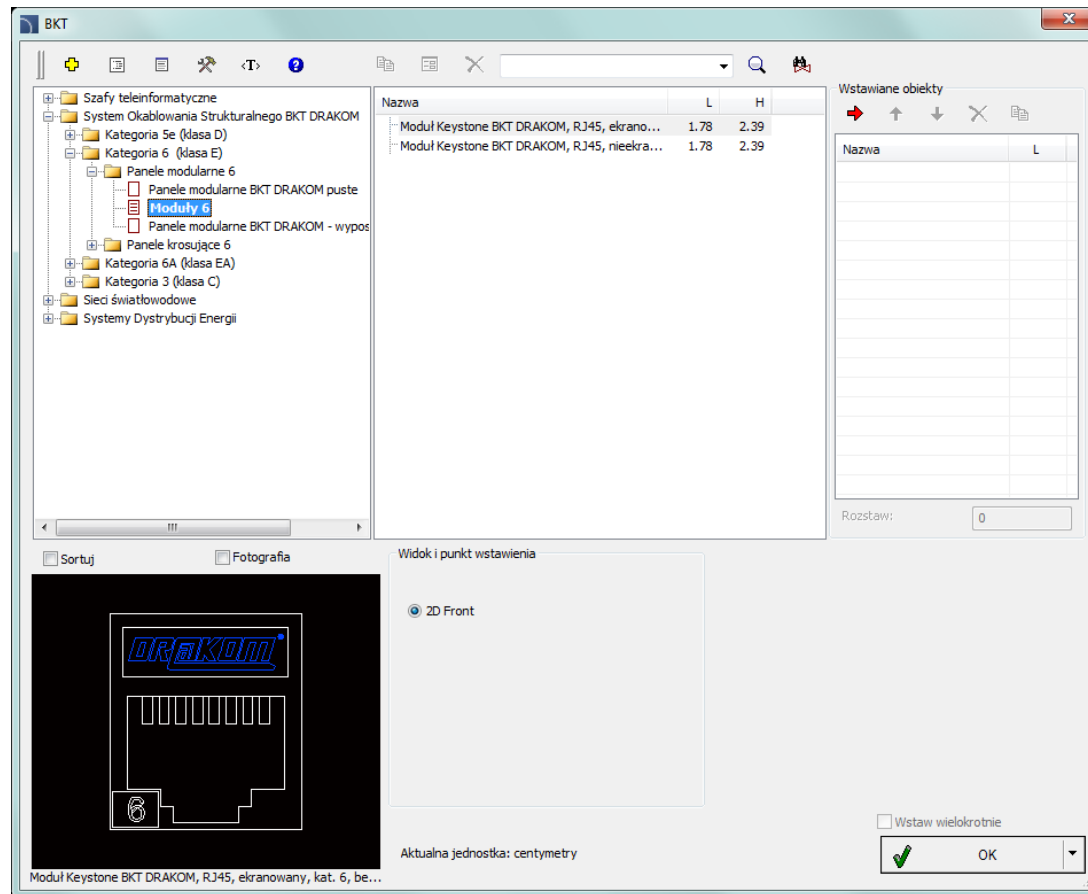 BKT
‹T›
?
Szafy teleinformatyczne
System Okablowania Strukturalnego BKT DRAKOM
Kategoria 5e (klasa D)
Kategoria 6 (klasa E)
Panele modularne 6
Panele modularne BKT DRAKOM puste
Moduły 6
Panele modularne BKT DRAKOM - wypos
Panele krosujące 6
Kategoria 6A (klasa EA)
Kategoria 3 (klasa C)
Sieci światłowodowe
Systemy Dystrybucji Energii
Nazwa L H
Moduł Keystone BKT DRAKOM, RJ45, ekrano... 1.78 2.39
Moduł Keystone BKT DRAKOM, RJ45, nieekra... 1.78 2.39
Wstawiane obiekty
Nazwa L
Rozstaw: 0
Sortuj Fotografia
DR@KOM
6
Moduł Keystone BKT DRAKOM, RJ45, ekranowany, kat. 6, be...
Widok i punkt wstawienia
2D Front
Aktualna jednostka: centymetry
Wstaw wielokrotnie
OK